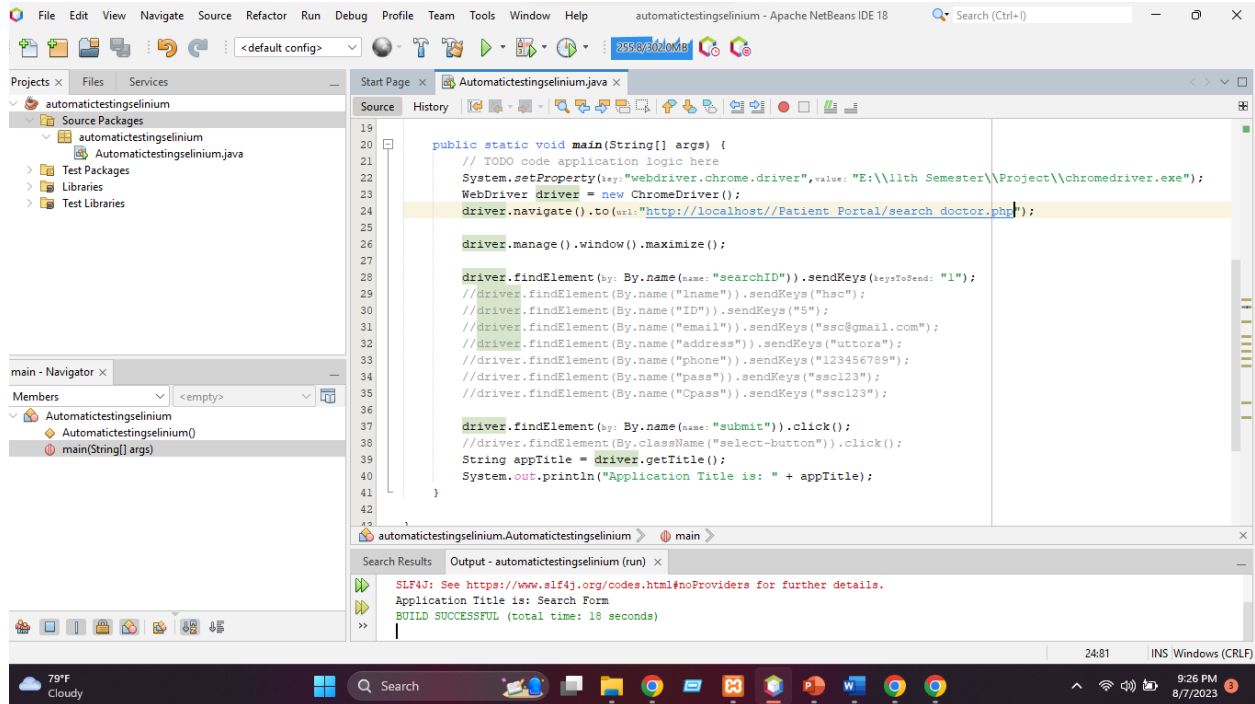 File Edit View Navigate Source Refactor Run Debug Profile Team Tools Window Help automatictestingselinium - Apache NetBeans IDE 18 Search (Ctrl+I)
<default config> 255.8/302.0MB
Projects Files Services
automatictestingselinium
Source Packages
automatictestingselinium
Automatictestingselinium.java
Test Packages
Libraries
Test Libraries
main - Navigator
Members <empty>
Automatictestingselinium
Automatictestingselinium()
main(String[] args)
Start Page Automatictestingselinium.java
Source History
19
20 public static void main(String[] args) {
21 // TODO code application logic here
22 System.setProperty(key:"webdriver.chrome.driver",value: "E:\\11th Semester\\Project\\chromedriver.exe");
23 WebDriver driver = new ChromeDriver();
24 driver.navigate().to(url:"http://localhost//Patient_Portal/search_doctor.php");
25
26 driver.manage().window().maximize();
27
28 driver.findElement(by: By.name(name:"searchID")).sendKeys(keysToSend: "1");
29 //driver.findElement(By.name("lname")).sendKeys("hsc");
30 //driver.findElement(By.name("ID")).sendKeys("5");
31 //driver.findElement(By.name("email")).sendKeys("ssc@gmail.com");
32 //driver.findElement(By.name("address")).sendKeys("uttora");
33 //driver.findElement(By.name("phone")).sendKeys("123456789");
34 //driver.findElement(By.name("pass")).sendKeys("ssc123");
35 //driver.findElement(By.name("Cpass")).sendKeys("ssc123");
36
37 driver.findElement(by: By.name(name:"submit")).click();
38 //driver.findElement(By.className("select-button")).click();
39 String appTitle = driver.getTitle();
40 System.out.println("Application Title is: " + appTitle);
41 }
42
automatictestingselinium.Automatictestingselinium main
Search Results Output - automatictestingselinium (run)
SLF4J: See https://www.slf4j.org/codes.html#noProviders for further details.
Application Title is: Search Form
BUILD SUCCESSFUL (total time: 18 seconds)
24:81 INS Windows (CRLF)
79°F
Cloudy
Search
9:26 PM
8/7/2023
3